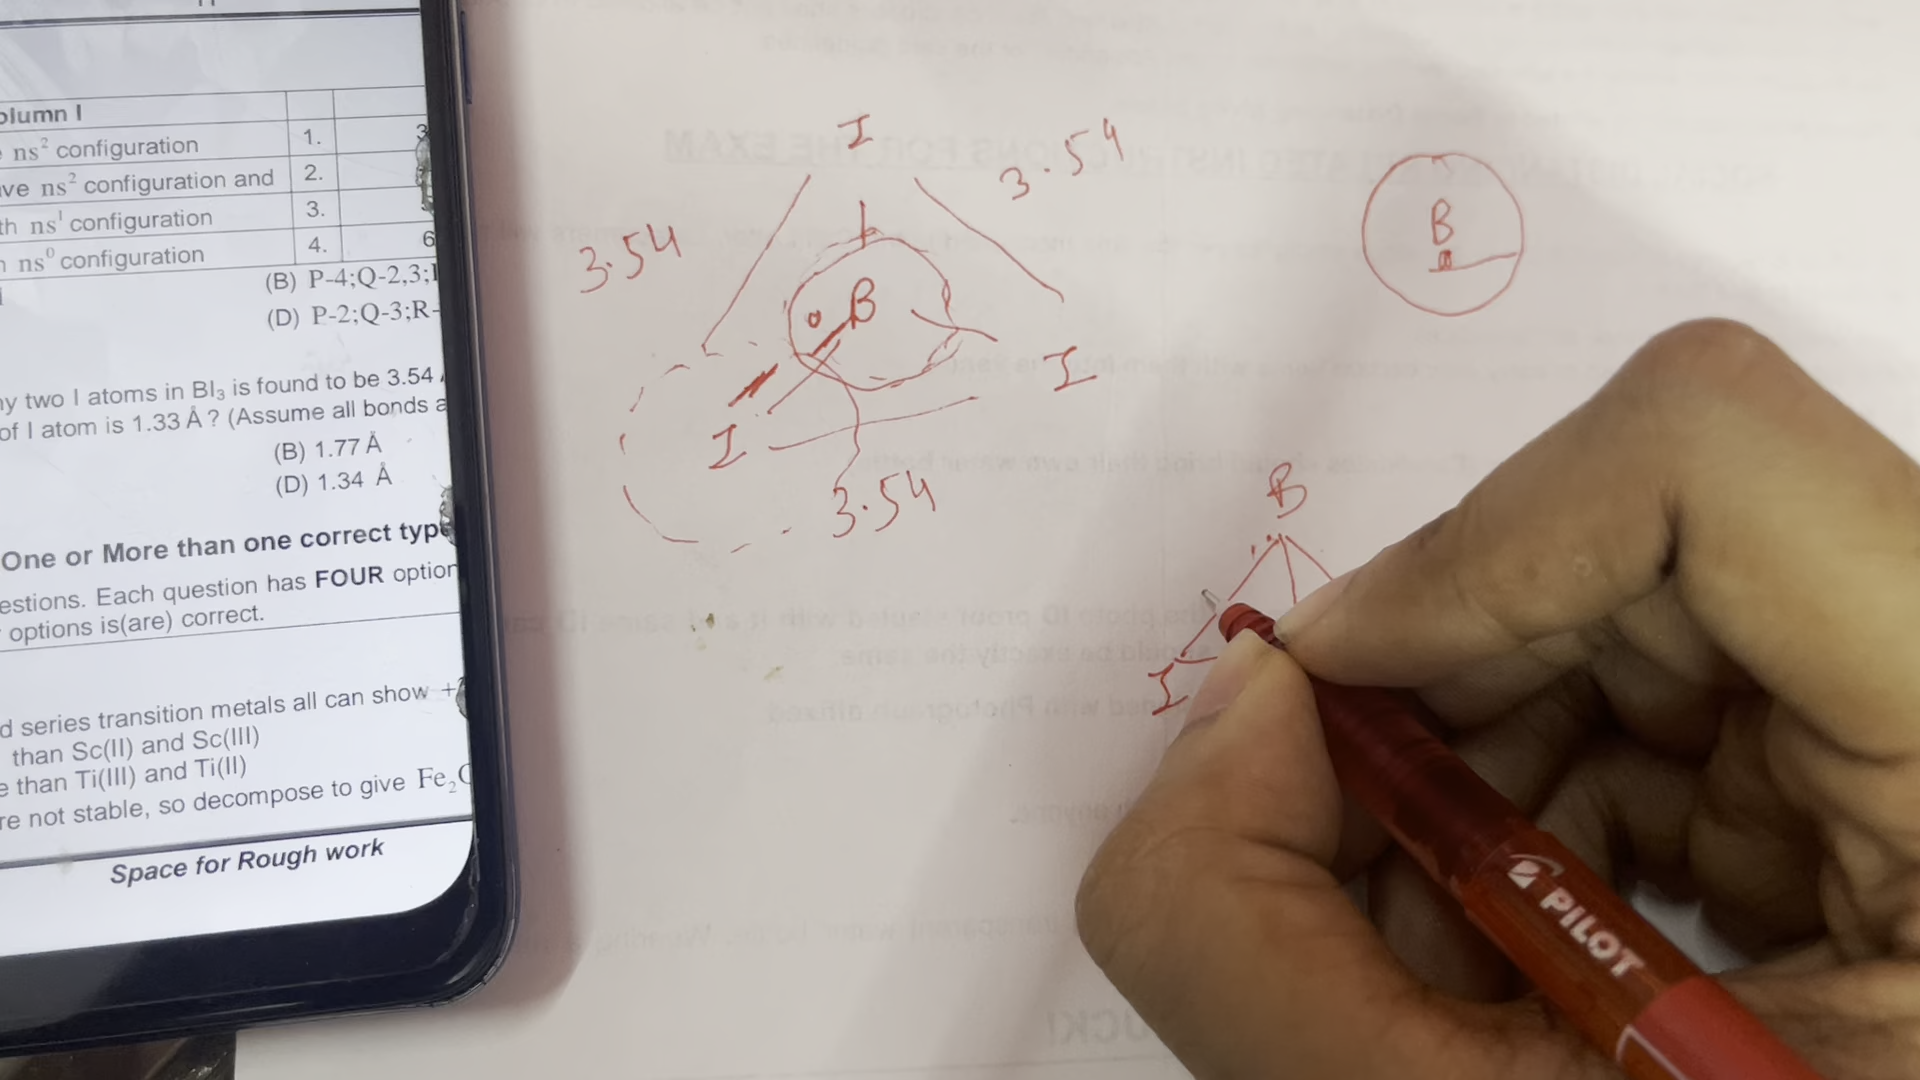 olumn I
ns² configuration 1. 3
ve ns² configuration and 2.
th ns¹ configuration 3.
ns⁰ configuration 4. 6
(B) P-4;Q-2,3;
(D) P-2;Q-3;R-
y two I atoms in BI₃ is found to be 3.54
of I atom is 1.33 Å ? (Assume all bonds a
(B) 1.77 Å
(D) 1.34 Å
One or More than one correct type
estions. Each question has FOUR option
options is(are) correct.
d series transition metals all can show +
than Sc(II) and Sc(III)
e than Ti(III) and Ti(II)
re not stable, so decompose to give Fe₂
Space for Rough work
I
3.54
3.54
B
I
I
3.54
B
B
I
PILOT